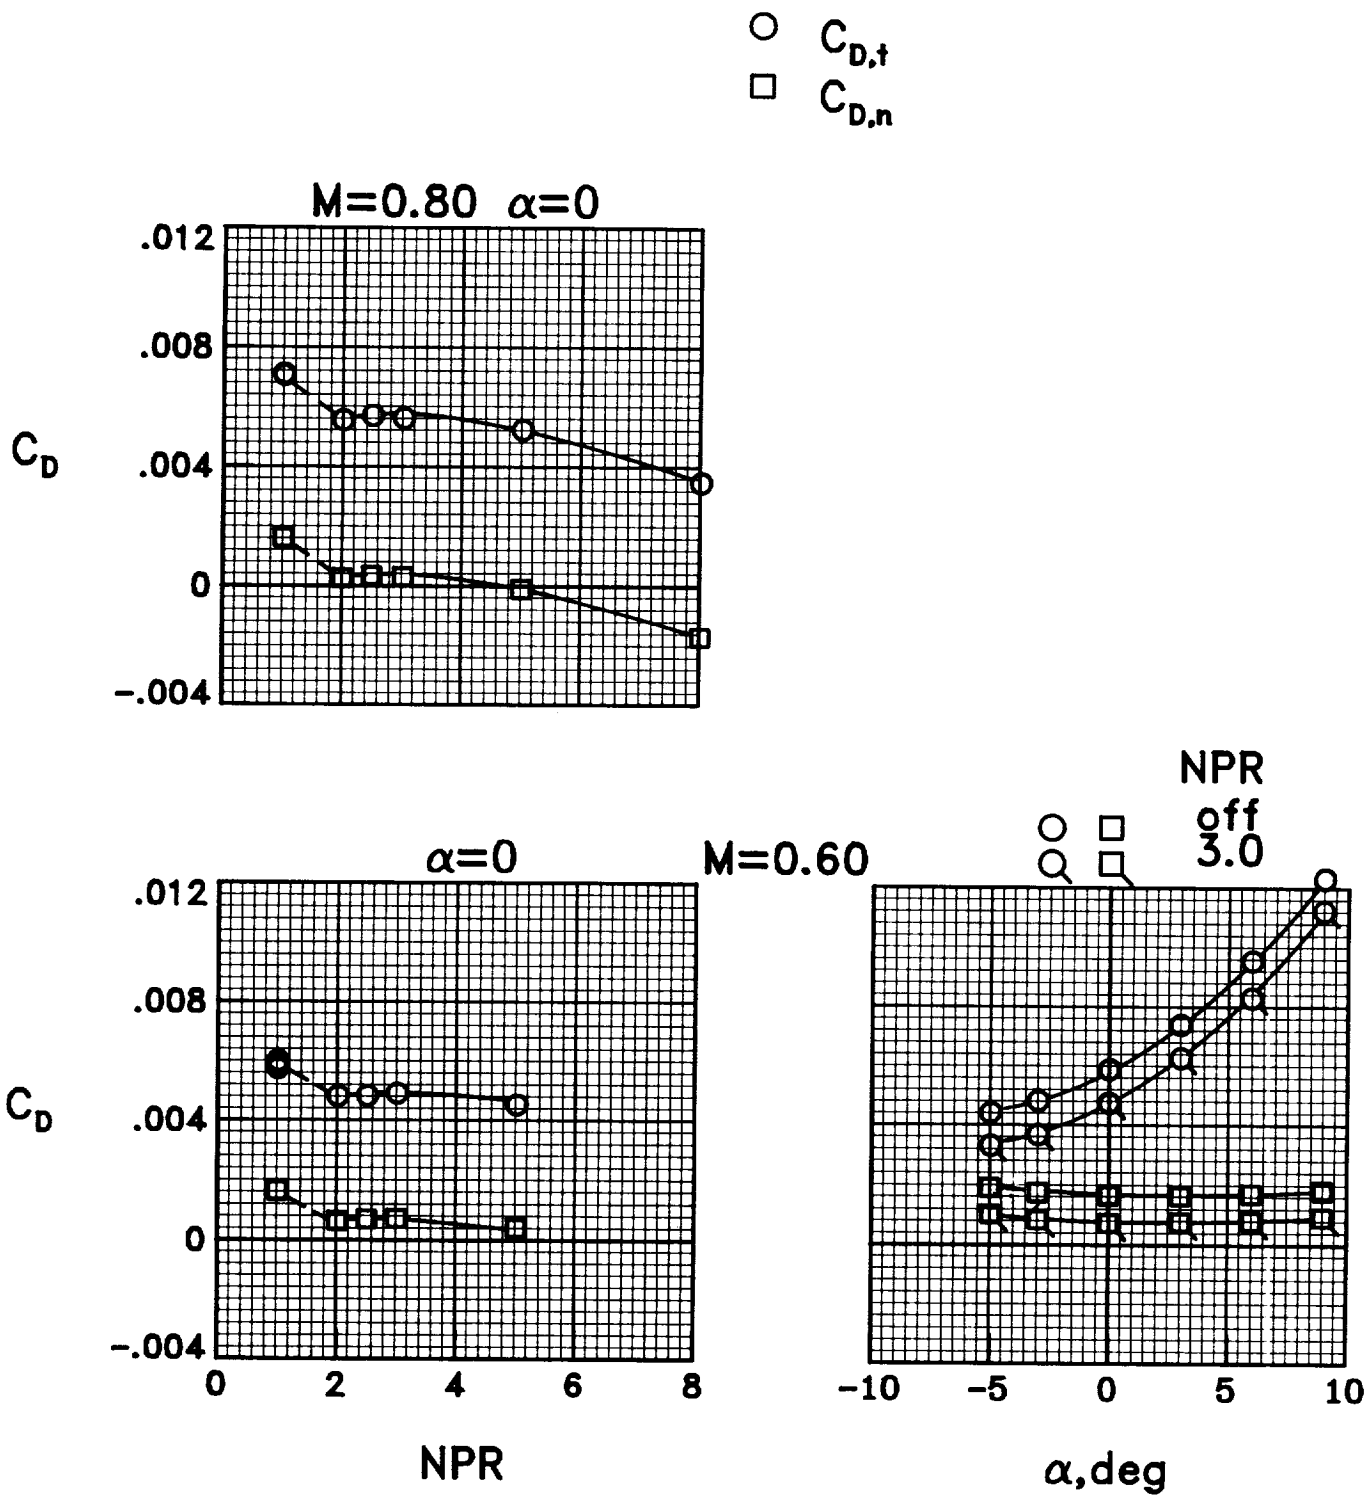 C_D,t
C_D,n
M=0.80 α=0
.012
.008
C_D
.004
0
-.004
NPR
off
3.0
α=0
M=0.60
.012
.008
C_D
.004
0
-.004
0 2 4 6 8
-10 -5 0 5 10
NPR
α,deg